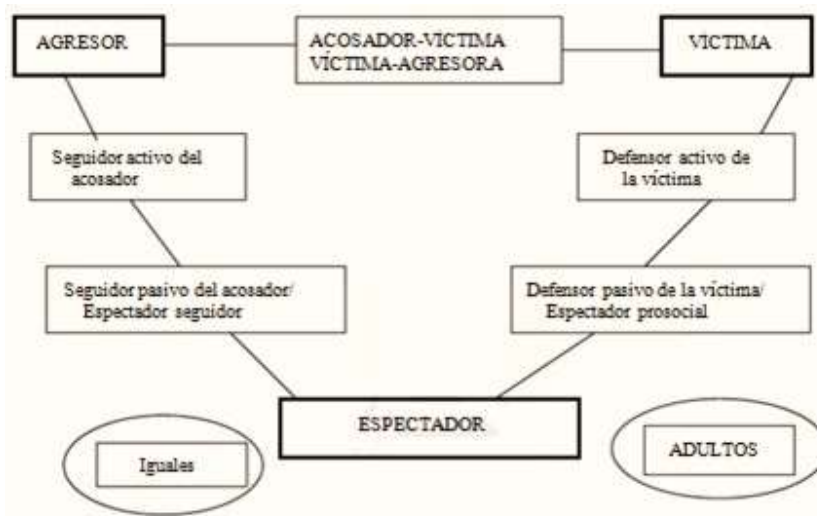 AGRESOR
ACOSADOR-VÍCTIMA
VÍCTIMA-AGRESORA
VÍCTIMA
Seguidor activo del
acosador
Defensor activo de
la víctima
Seguidor pasivo del acosador/
Espectador seguidor
Defensor pasivo de la víctima/
Espectador prosocial
ESPECTADOR
Iguales
ADULTOS